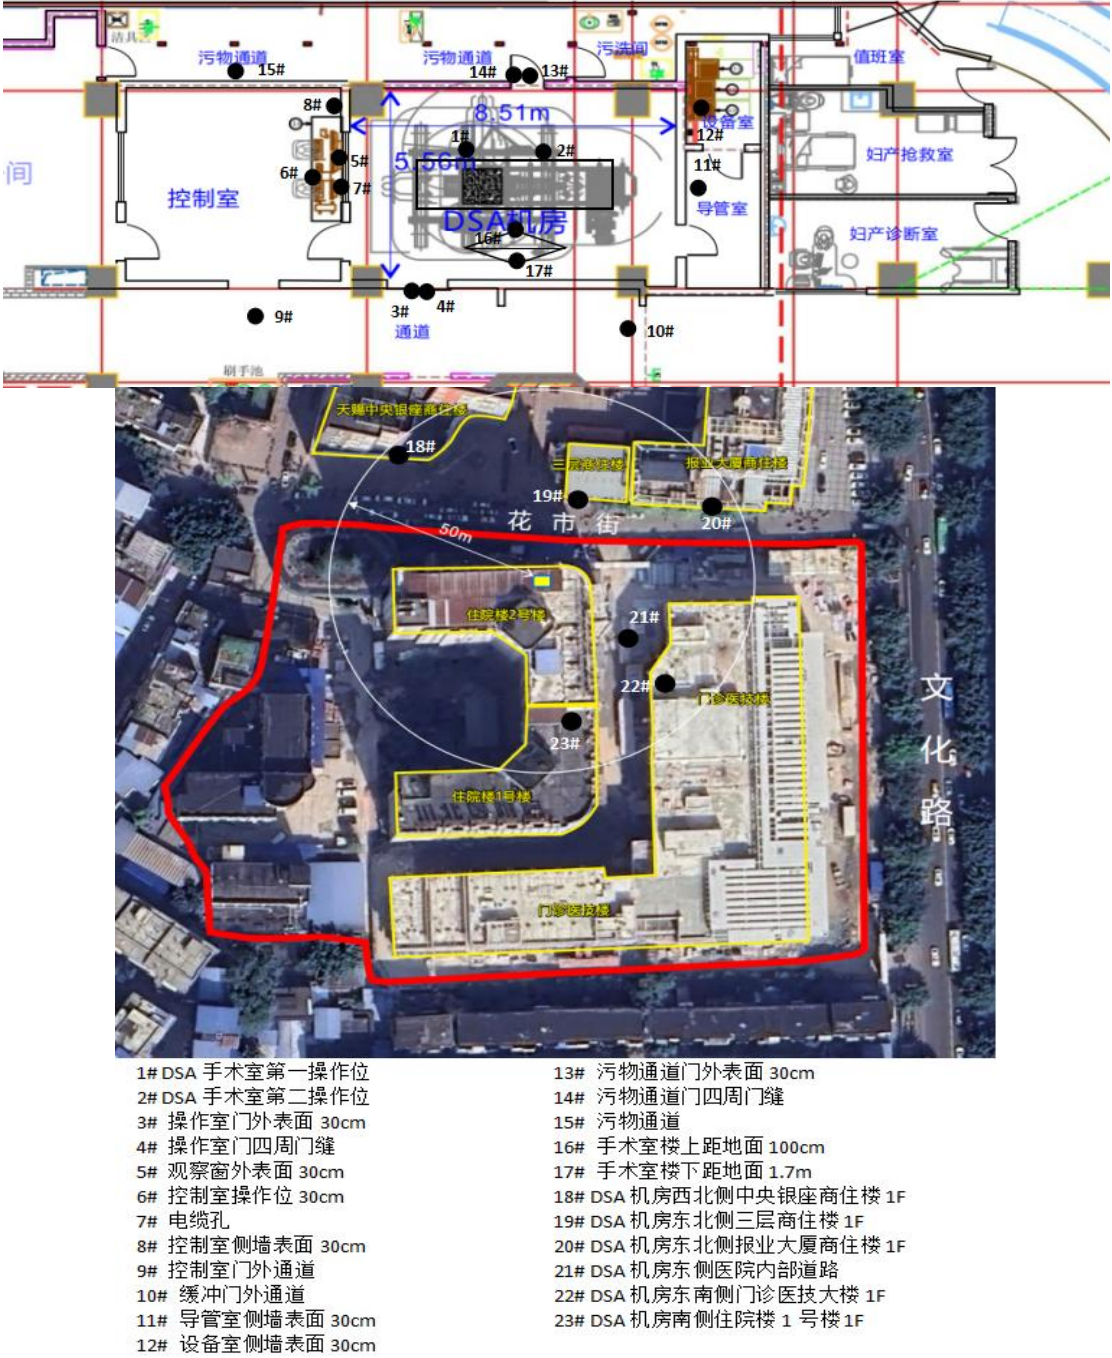 洁具
污物通道
15#
污物通道
污洗间
14#
13#
值班室
8#
8.51m
设备室
12#
1#
2#
5.56m
妇产抢救室
间
5#
6#
7#
11#
控制室
导管室
DSA机房
16#
妇产诊断室
17#
3#
4#
9#
10#
通道
刷手池
天赐中央银座商住楼
18#
三层商住楼
报业大厦商住楼
19#
20#
花市街
50m
住院楼2号楼
21#
22#
门诊医技楼
文化路
23#
住院楼1号楼
门诊医技楼
1# DSA 手术室第一操作位
2# DSA 手术室第二操作位
3# 操作室门外表面 30cm
4# 操作室门四周门缝
5# 观察窗外表面 30cm
6# 控制室操作位 30cm
7# 电缆孔
8# 控制室侧墙表面 30cm
9# 控制室门外通道
10# 缓冲门外通道
11# 导管室侧墙表面 30cm
12# 设备室侧墙表面 30cm
13# 污物通道门外表面 30cm
14# 污物通道门四周门缝
15# 污物通道
16# 手术室楼上距地面 100cm
17# 手术室楼下距地面 1.7m
18# DSA 机房西北侧中央银座商住楼 1F
19# DSA 机房东北侧三层商住楼 1F
20# DSA 机房东北侧报业大厦商住楼 1F
21# DSA 机房东侧医院内部道路
22# DSA 机房东南侧门诊医技大楼 1F
23# DSA 机房南侧住院楼 1 号楼 1F